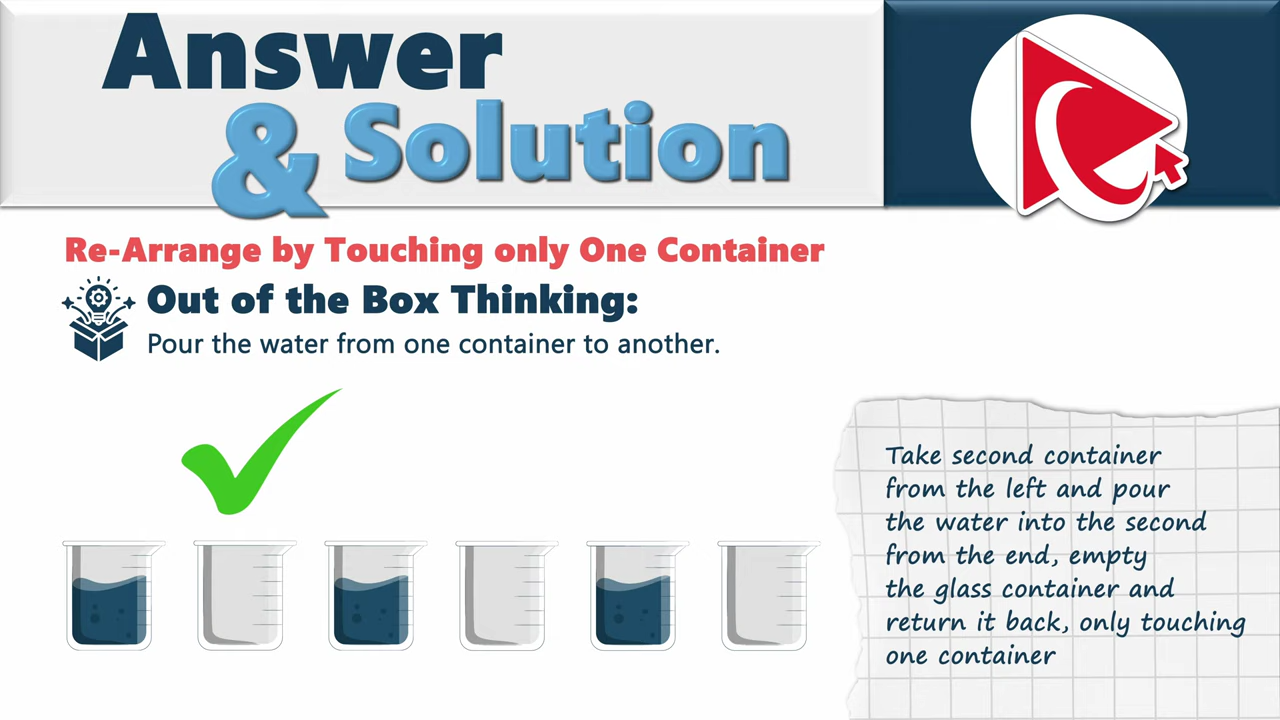 Answer
& Solution
Re-Arrange by Touching only One Container
Out of the Box Thinking:
Pour the water from one container to another.
Take second container
from the left and pour
the water into the second
from the end, empty
the glass container and
return it back, only touching
one container